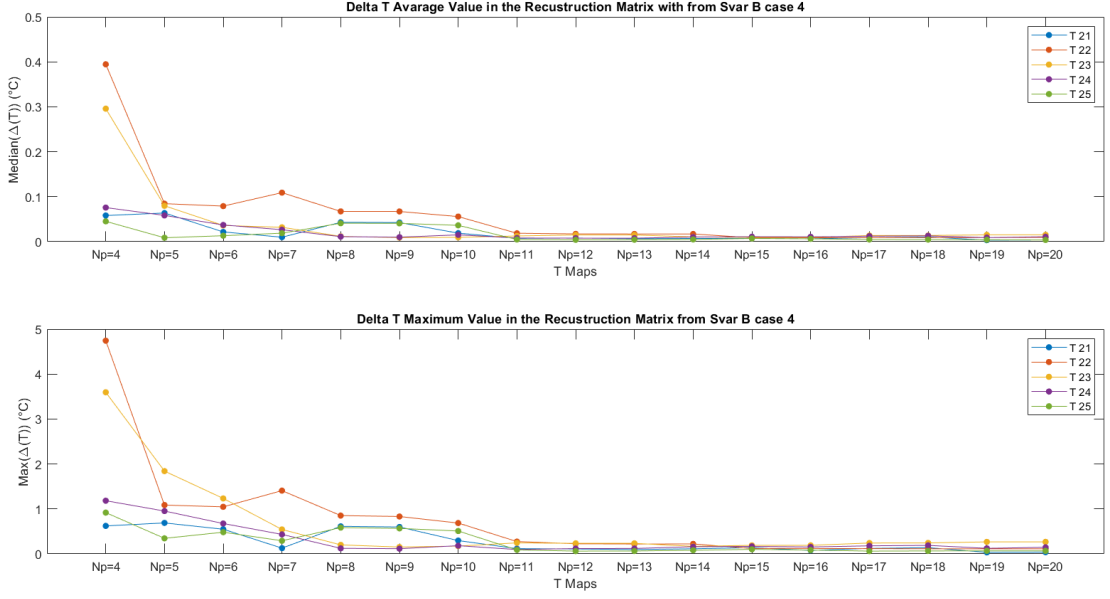 Delta T Avarage Value in the Recustruction Matrix with from Svar B case 4
0.5
0.4
0.3
0.2
0.1
0
Median(Δ(T)) (°C)
T 21
T 22
T 23
T 24
T 25
Np=4 Np=5 Np=6 Np=7 Np=8 Np=9 Np=10 Np=11 Np=12 Np=13 Np=14 Np=15 Np=16 Np=17 Np=18 Np=19 Np=20
T Maps
Delta T Maximum Value in the Recustruction Matrix from Svar B case 4
5
4
3
2
1
0
Max(Δ(T)) (°C)
T 21
T 22
T 23
T 24
T 25
Np=4 Np=5 Np=6 Np=7 Np=8 Np=9 Np=10 Np=11 Np=12 Np=13 Np=14 Np=15 Np=16 Np=17 Np=18 Np=19 Np=20
T Maps